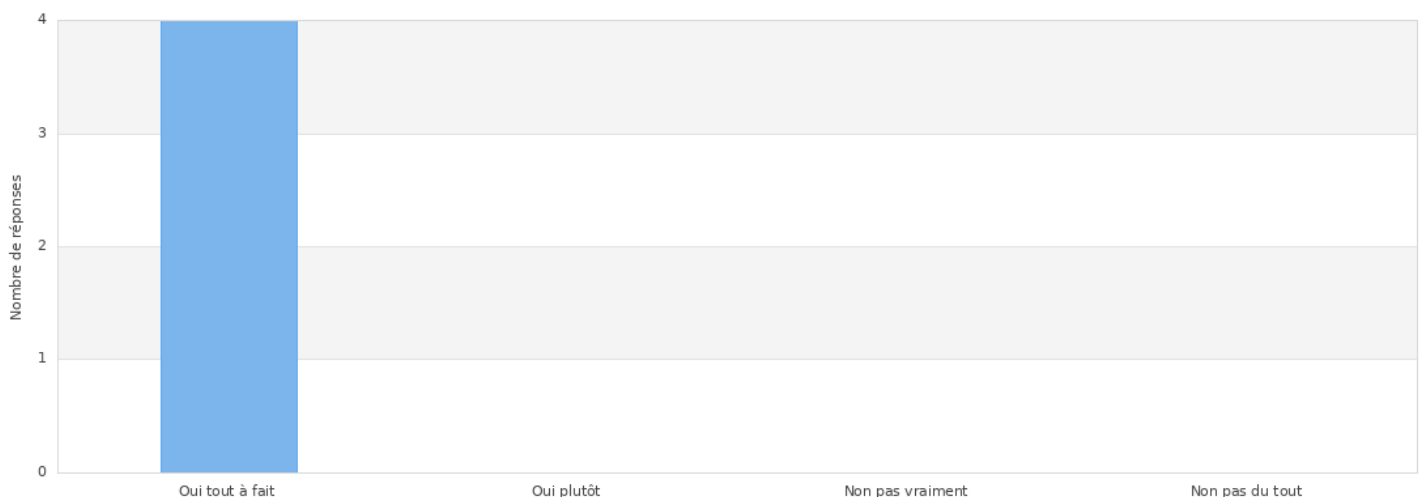 4
3
2
1
0
Nombre de réponses
Oui tout à fait
Oui plutôt
Non pas vraiment
Non pas du tout